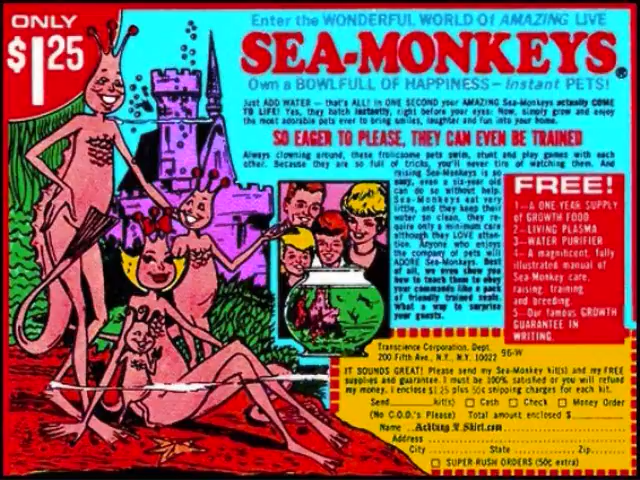 ONLY
$1.25
Enter the WONDERFUL WORLD Of AMAZING LIVE
SEA-MONKEYS®
Own a BOWLFULL OF HAPPINESS—Instant PETS!
Just ADD WATER — that's ALL! in ONE SECOND your AMAZING Sea-Monkeys actually COME
TO LIFE! Yes, they hatch instantly, right before your eyes! Now, simply grow and enjoy
the most adorable pets ever to bring smiles, laughter and fun into your home.
SO EAGER TO PLEASE, THEY CAN EVEN BE TRAINED
Always clowning around, these frolicsome pets swim, stunt and play games with each
other. Because they are so full of tricks, you'll never tire of watching them. And
raising Sea-Monkeys is so
easy, even a six-year old
can do so without help.
Sea-Monkeys eat very
little, and they keep their
water so clean, they re-
quire only a minimum care
although they LOVE atten-
tion. Anyone who enjoys
the company of pets will
ADORE Sea-Monkeys. Best
of all, we even show you
how to teach them to obey
your commands like a pack
of friendly trained seals.
What a way to surprise
your guests.
FREE!
1—A ONE YEAR SUPPLY
of GROWTH FOOD
2—LIVING PLASMA
3—WATER PURIFIER
4—A magnificent, fully
illustrated manual of
Sea-Monkey care,
raising, training
and breeding.
5—Our famous GROWTH
GUARANTEE IN
WRITING.
Transcience Corporation, Dept. 96-W
200 Fifth Ave., N.Y., N.Y. 10022
IT SOUNDS GREAT! Please send my Sea-Monkey kit(s) and my FREE
supplies and guarantee. I must be 100% satisfied or you will refund
my money. I enclose $1.25 plus 50¢ shipping charges for each kit.
Send kit(s) □ Cash □ Check □ Money Order
(No C.O.D.'s Please) Total amount enclosed $
Name Achtung T Shirt.com
Address
City State Zip
□ SUPER-RUSH ORDERS (50¢ extra)